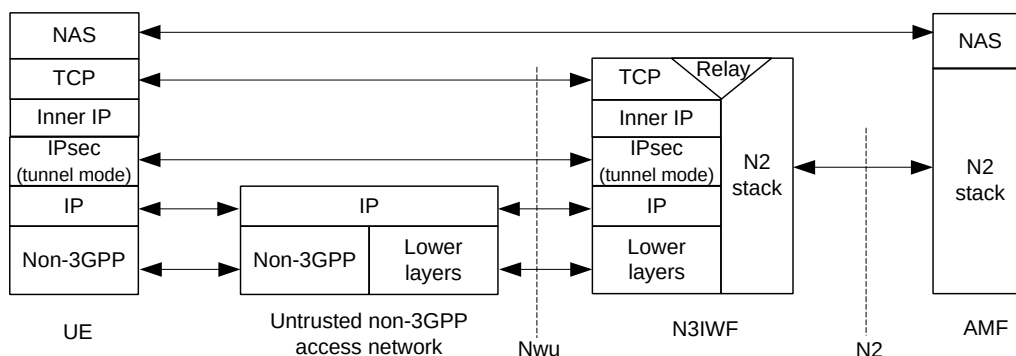 NAS
TCP
Inner IP
IPsec
(tunnel mode)
IP
Non-3GPP
UE
IP
Non-3GPP
Lower
layers
Untrusted non-3GPP
access network
Nwu
TCP
Relay
Inner IP
IPsec
(tunnel mode)
IP
Lower
layers
N2
stack
N3IWF
N2
NAS
N2
stack
AMF